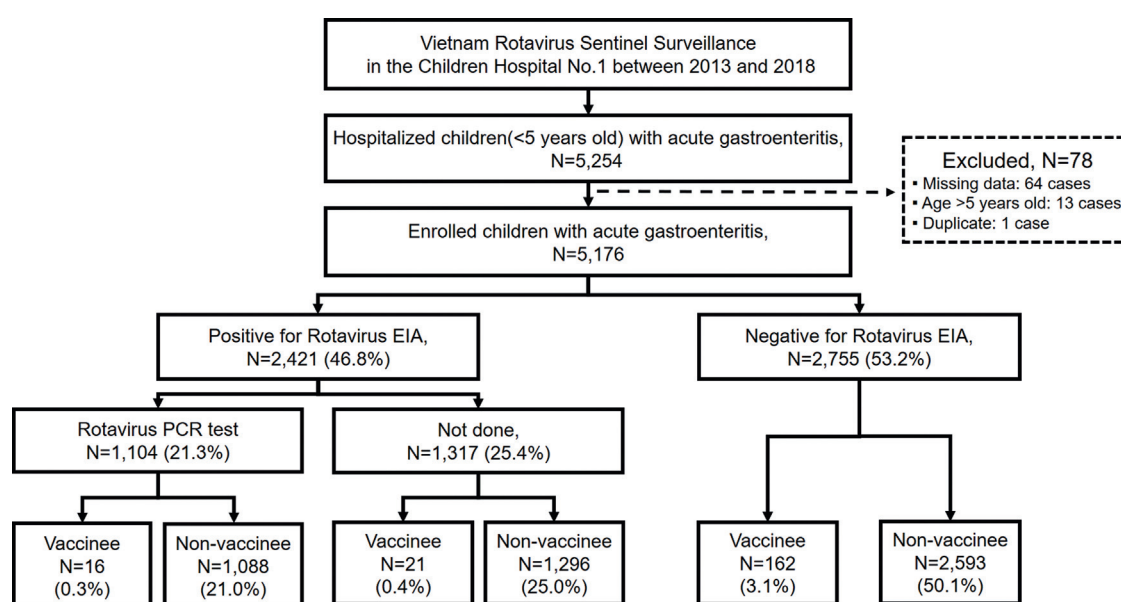 Vietnam Rotavirus Sentinel Surveillance
in the Children Hospital No.1 between 2013 and 2018
Hospitalized children(<5 years old) with acute gastroenteritis,
N=5,254
Excluded, N=78
▪ Missing data: 64 cases
▪ Age >5 years old: 13 cases
▪ Duplicate: 1 case
Enrolled children with acute gastroenteritis,
N=5,176
Positive for Rotavirus EIA,
N=2,421 (46.8%)
Negative for Rotavirus EIA,
N=2,755 (53.2%)
Rotavirus PCR test
N=1,104 (21.3%)
Not done,
N=1,317 (25.4%)
Vaccinee
N=16
(0.3%)
Non-vaccinee
N=1,088
(21.0%)
Vaccinee
N=21
(0.4%)
Non-vaccinee
N=1,296
(25.0%)
Vaccinee
N=162
(3.1%)
Non-vaccinee
N=2,593
(50.1%)